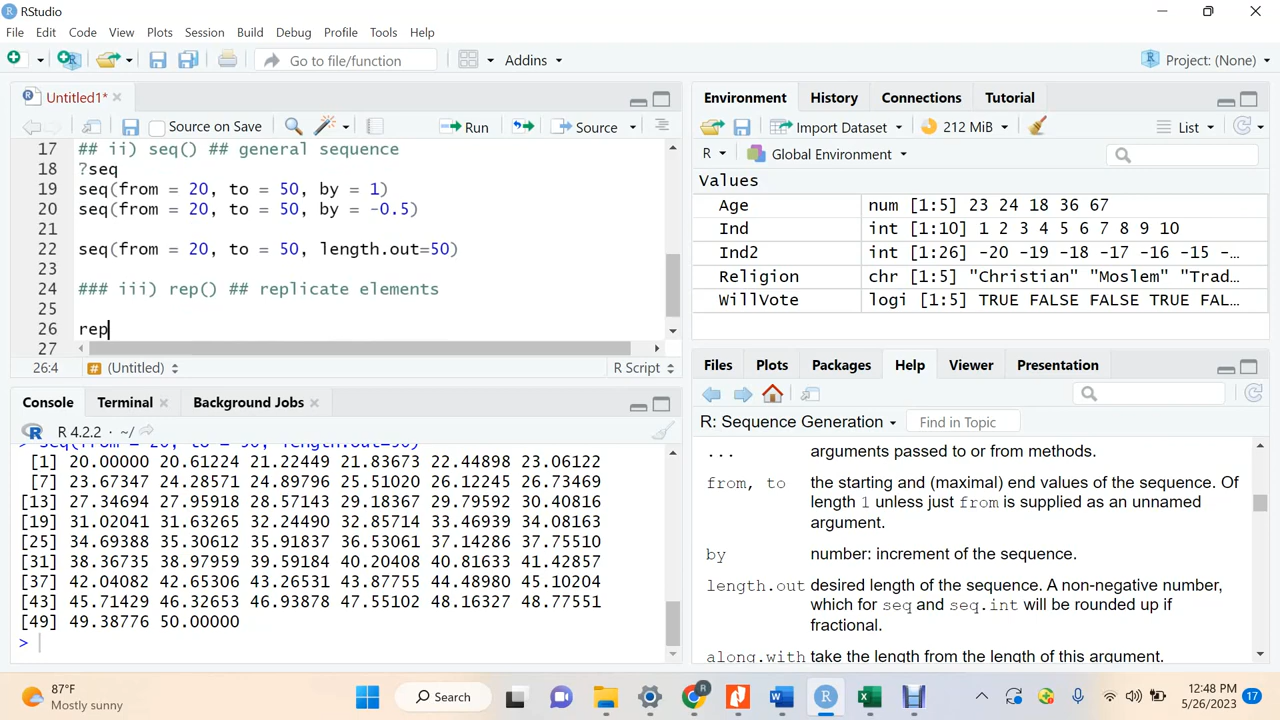 RStudio
File Edit Code View Plots Session Build Debug Profile Tools Help
Go to file/function
Addins
Project: (None)
Untitled1*
Source on Save
Run
Source
17 ## ii) seq() ## general sequence
18 ?seq
19 seq(from = 20, to = 50, by = 1)
20 seq(from = 20, to = 50, by = -0.5)
21
22 seq(from = 20, to = 50, length.out=50)
23
24 ### iii) rep() ## replicate elements
25
26 rep
27
26:4 # (Untitled) R Script
Console Terminal Background Jobs
R 4.2.2 · ~/
> seq(from = 20, to = 50, length.out=50)
[1] 20.00000 20.61224 21.22449 21.83673 22.44898 23.06122
[7] 23.67347 24.28571 24.89796 25.51020 26.12245 26.73469
[13] 27.34694 27.95918 28.57143 29.18367 29.79592 30.40816
[19] 31.02041 31.63265 32.24490 32.85714 33.46939 34.08163
[25] 34.69388 35.30612 35.91837 36.53061 37.14286 37.75510
[31] 38.36735 38.97959 39.59184 40.20408 40.81633 41.42857
[37] 42.04082 42.65306 43.26531 43.87755 44.48980 45.10204
[43] 45.71429 46.32653 46.93878 47.55102 48.16327 48.77551
[49] 49.38776 50.00000
>
Environment History Connections Tutorial
Import Dataset 212 MiB List
R Global Environment
Values
Age num [1:5] 23 24 18 36 67
Ind int [1:10] 1 2 3 4 5 6 7 8 9 10
Ind2 int [1:26] -20 -19 -18 -17 -16 -15 -…
Religion chr [1:5] "Christian" "Moslem" "Trad…
WillVote logi [1:5] TRUE FALSE FALSE TRUE FAL…
Files Plots Packages Help Viewer Presentation
R: Sequence Generation Find in Topic
... arguments passed to or from methods.
from, to the starting and (maximal) end values of the sequence. Of
length 1 unless just from is supplied as an unnamed
argument.
by number: increment of the sequence.
length.out desired length of the sequence. A non-negative number,
which for seq and seq.int will be rounded up if
fractional.
along.with take the length from the length of this argument.
87°F
Mostly sunny
Search
12:48 PM
5/26/2023
17